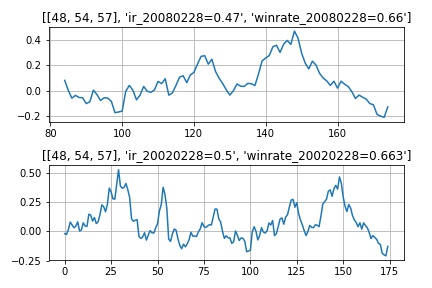 [[48, 54, 57], 'ir_20080228=0.47', 'winrate_20080228=0.66']
0.4
0.2
0.0
−0.2
80 100 120 140 160
[[48, 54, 57], 'ir_20020228=0.5', 'winrate_20020228=0.663']
0.50
0.25
0.00
−0.25
0 25 50 75 100 125 150 175